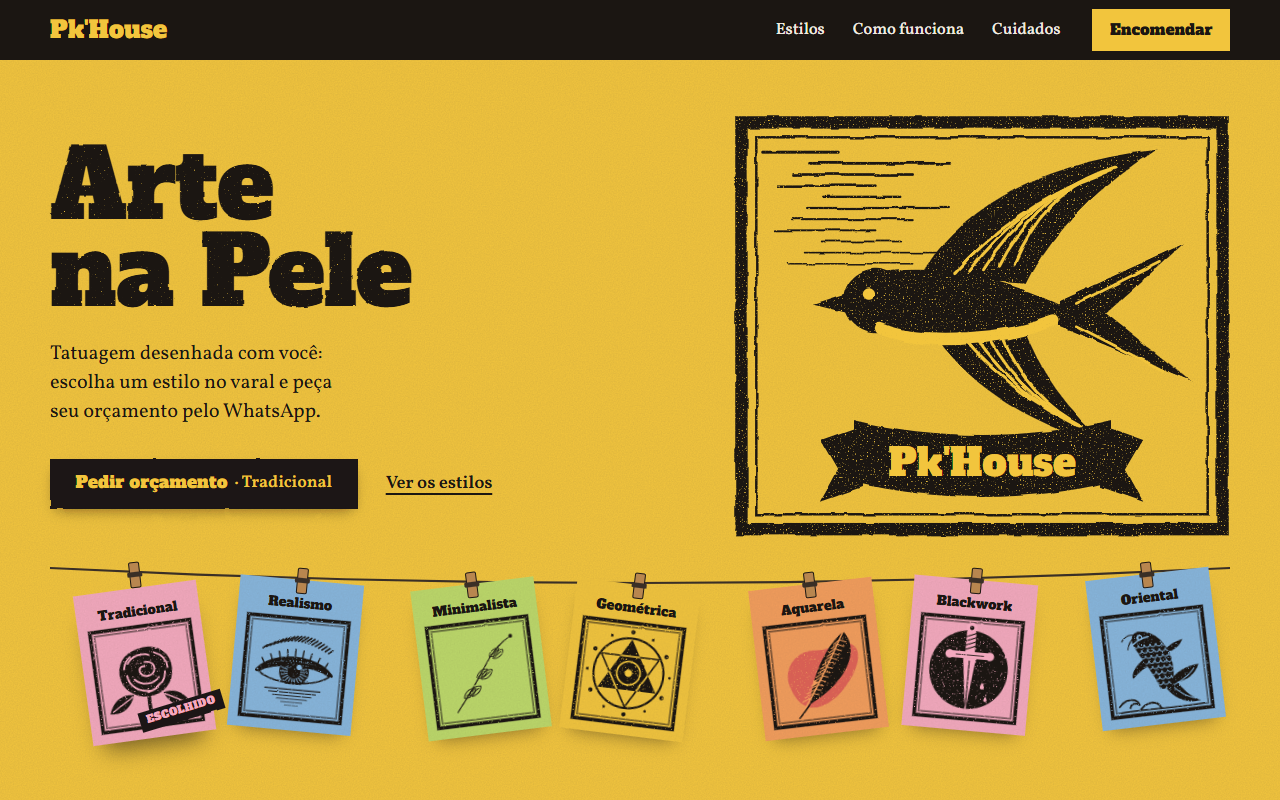 Pk'House
Estilos
Como funciona
Cuidados
Encomendar
Arte
na Pele
Tatuagem desenhada com você:
escolha um estilo no varal e peça
seu orçamento pelo WhatsApp.
Pedir orçamento · Tradicional
Ver os estilos
Pk'House
Tradicional
ESCOLHIDO
Realismo
Minimalista
Geométrica
Aquarela
Blackwork
Oriental